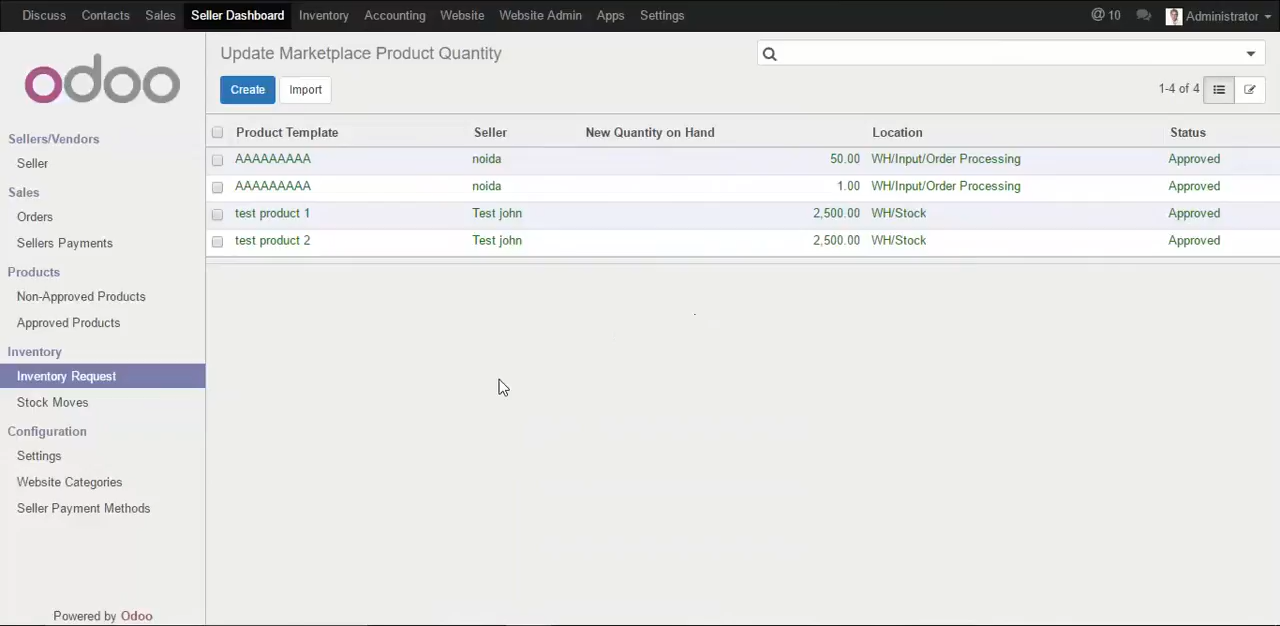 Discuss Contacts Sales Seller Dashboard Inventory Accounting Website Website Admin Apps Settings @ 10 Administrator
odoo
Sellers/Vendors
Seller
Sales
Orders
Sellers Payments
Products
Non-Approved Products
Approved Products
Inventory
Inventory Request
Stock Moves
Configuration
Settings
Website Categories
Seller Payment Methods
Powered by Odoo
Update Marketplace Product Quantity
Create Import 1-4 of 4
Product Template Seller New Quantity on Hand Location Status
AAAAAAAAA noida 50.00 WH/Input/Order Processing Approved
AAAAAAAAA noida 1.00 WH/Input/Order Processing Approved
test product 1 Test john 2,500.00 WH/Stock Approved
test product 2 Test john 2,500.00 WH/Stock Approved